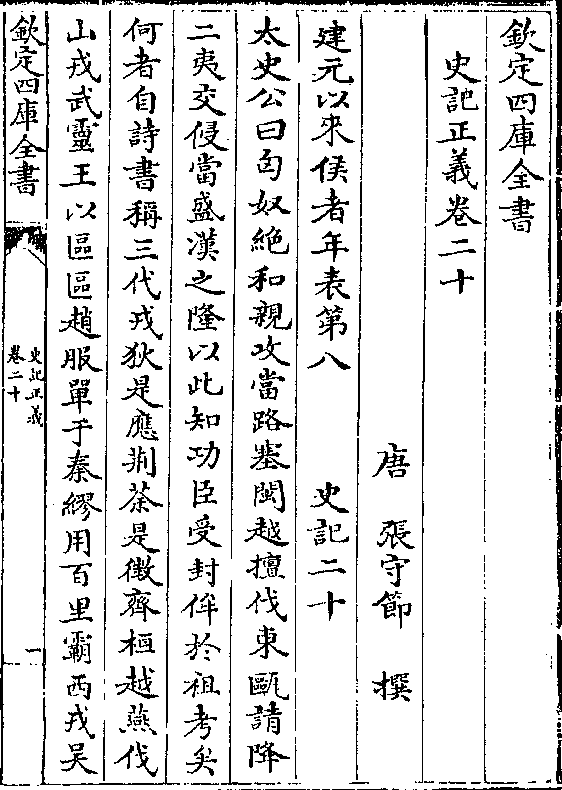 欽定四庫全書
史記正義卷二十
唐 張守節 撰
建元以來侯者年表第八 史記二十
太史公曰匈奴絶和親攻當路塞閩越擅伐東甌請降
二夷交侵當盛漢之隆以此知功臣受封侔於祖考矣
何者自詩書稱三代戎狄是應荆荼是徴齊桓越燕伐
山戎武靈王以區區趙服單于秦繆用百里霸西戎吳
欽定四庫全書
史記正義
卷二十
一